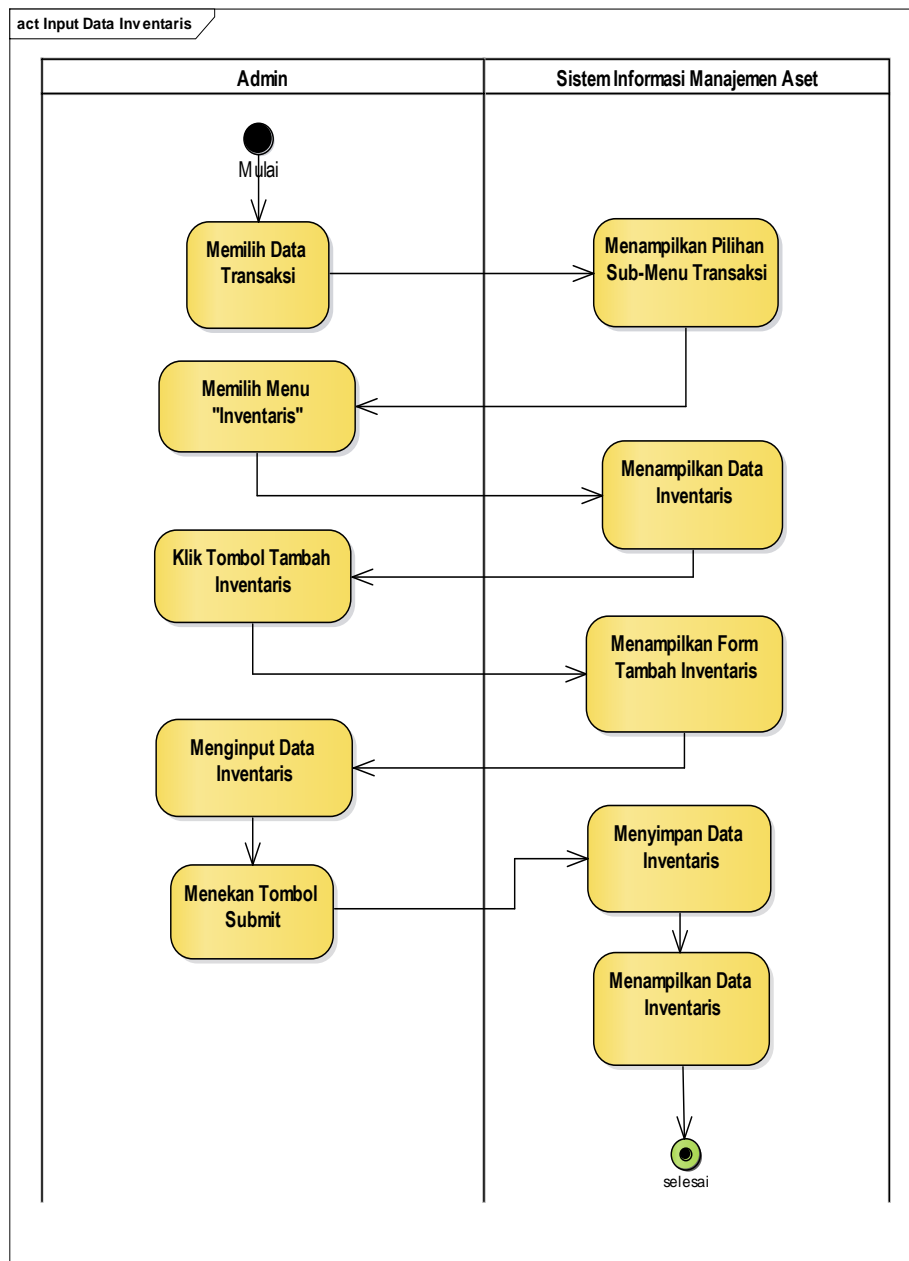 act Input Data Inventaris
Admin
Sistem Informasi Manajemen Aset
Mulai
Memilih Data
Transaksi
Menampilkan Pilihan
Sub-Menu Transaksi
Memilih Menu
"Inventaris"
Menampilkan Data
Inventaris
Klik Tombol Tambah
Inventaris
Menampilkan Form
Tambah Inventaris
Menginput Data
Inventaris
Menyimpan Data
Inventaris
Menekan Tombol
Submit
Menampilkan Data
Inventaris
selesai